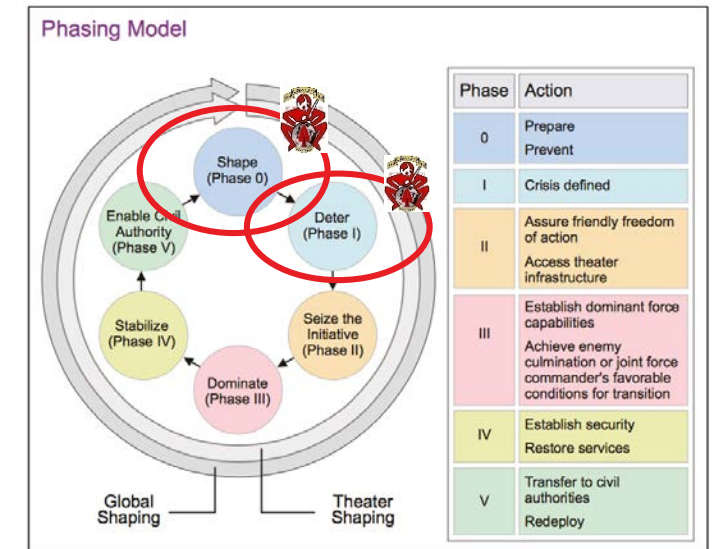 Phasing Model
Shape
(Phase 0)
Deter
(Phase I)
Seize the
Initiative
(Phase II)
Dominate
(Phase III)
Stabilize
(Phase IV)
Enable Civil
Authority
(Phase V)
Global
Shaping
Theater
Shaping
Phase Action
0
Prepare
Prevent
I
Crisis defined
II
Assure friendly freedom
of action
Access theater
infrastructure
III
Establish dominant force
capabilities
Achieve enemy
culmination or joint force
commander's favorable
conditions for transition
IV
Establish security
Restore services
V
Transfer to civil
authorities
Redeploy